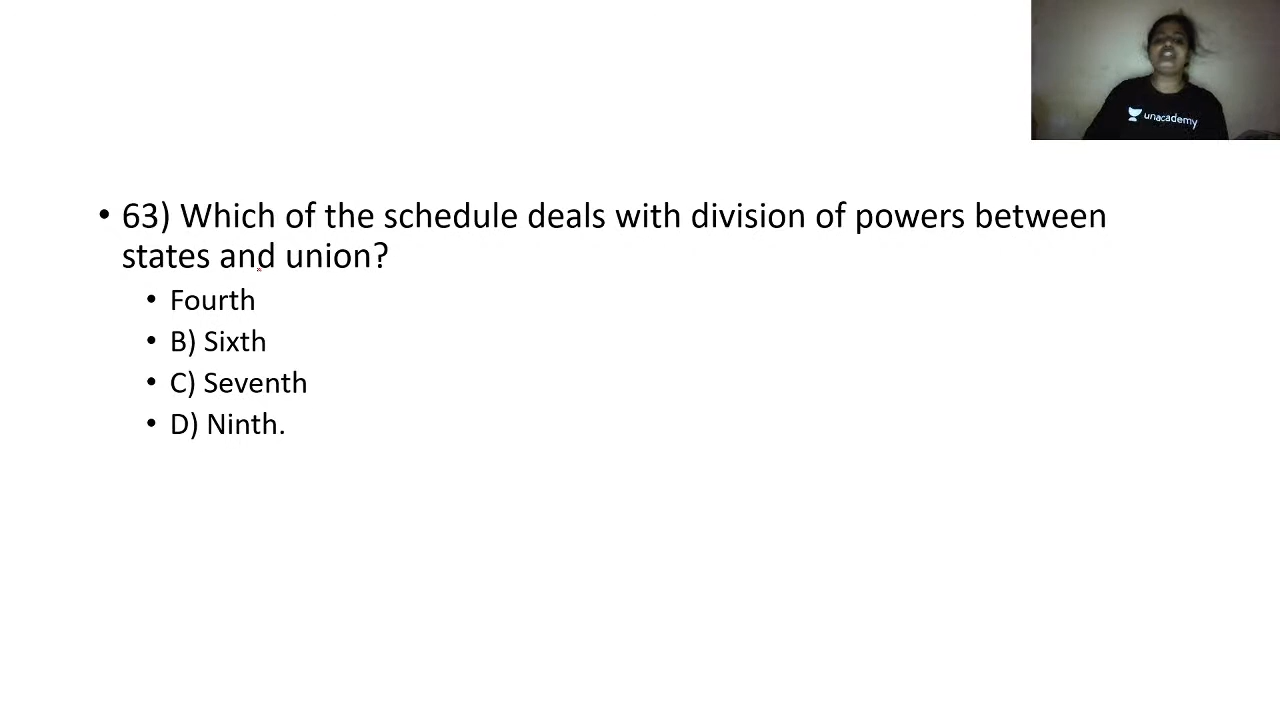 unacademy
• 63) Which of the schedule deals with division of powers between
states and union?
• Fourth
• B) Sixth
• C) Seventh
• D) Ninth.